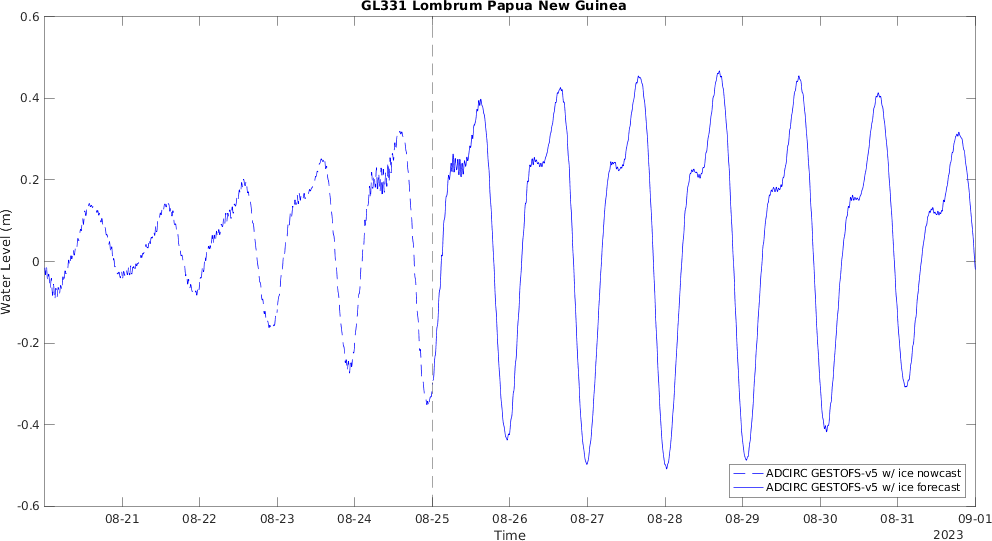 GL331 Lombrum Papua New Guinea
0.6
0.4
0.2
0
-0.2
-0.4
-0.6
Water Level (m)
ADCIRC GESTOFS-v5 w/ ice nowcast
ADCIRC GESTOFS-v5 w/ ice forecast
08-21 08-22 08-23 08-24 08-25 08-26 08-27 08-28 08-29 08-30 08-31 09-01
Time
2023